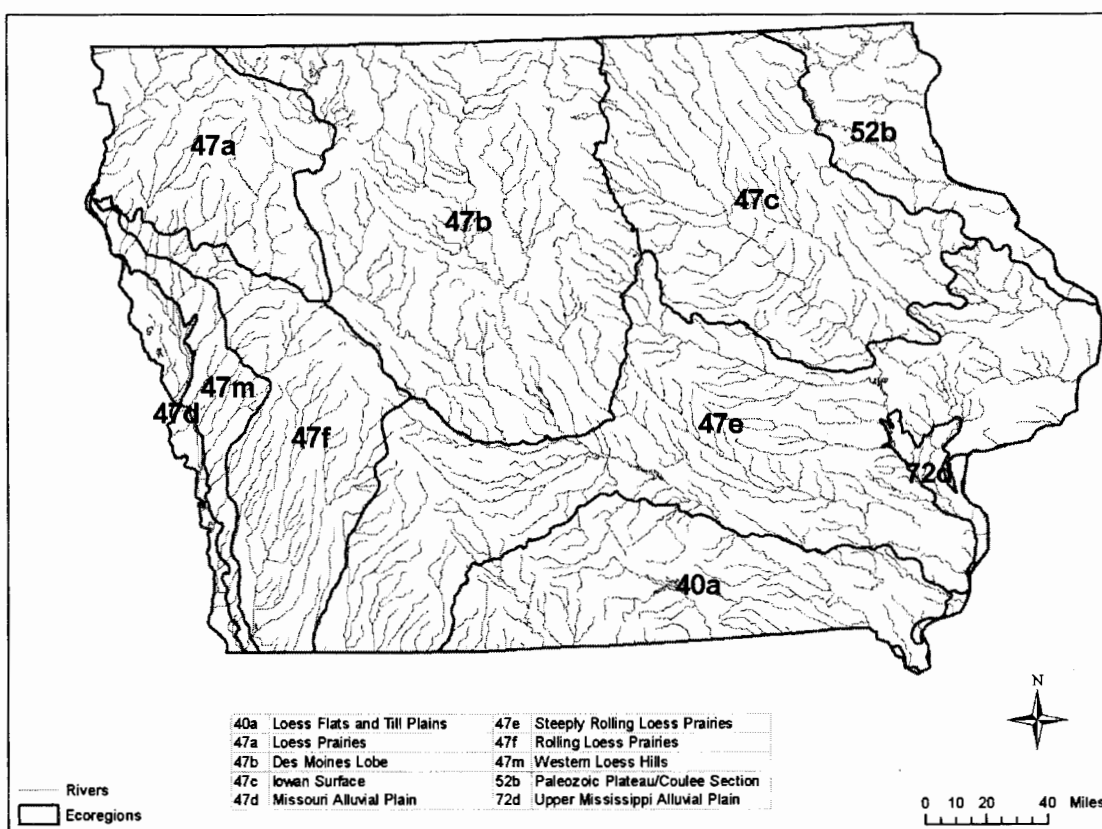 47a
52b
47c
47b
47m
47d
47f
47e
72d
40a
N
40a Loess Flats and Till Plains 47e Steeply Rolling Loess Prairies
47a Loess Prairies 47f Rolling Loess Prairies
47b Des Moines Lobe 47m Western Loess Hills
47c Iowan Surface 52b Paleozoic Plateau/Coulee Section
47d Missouri Alluvial Plain 72d Upper Mississippi Alluvial Plain
Rivers
Ecoregions
0 10 20 40 Miles